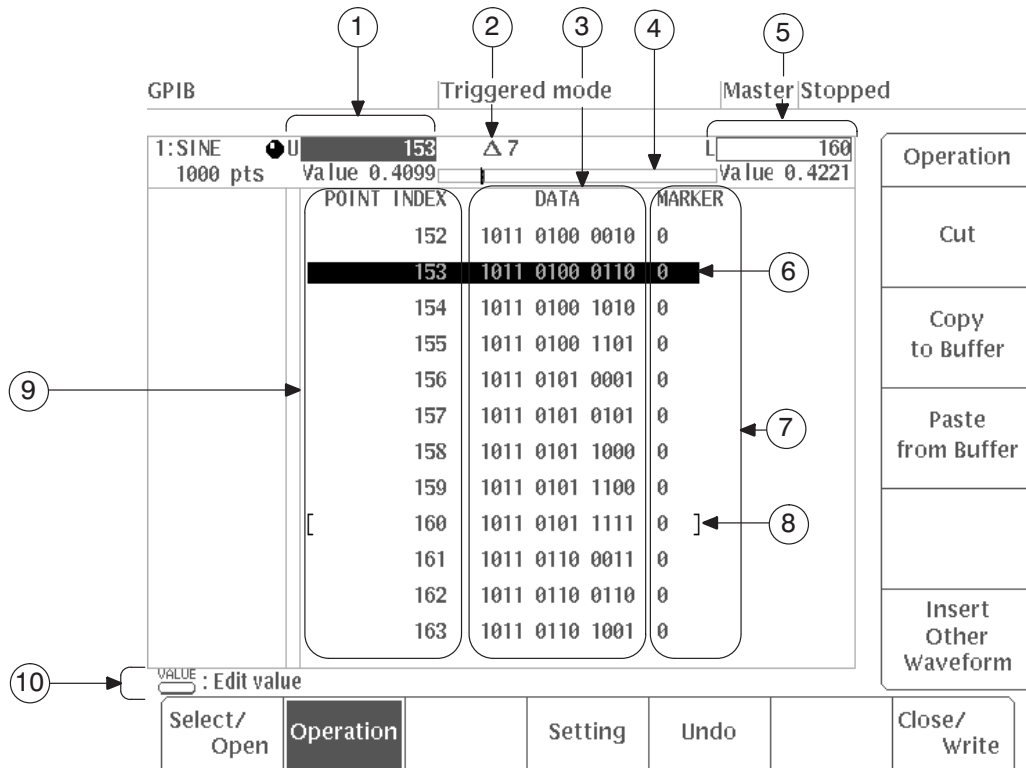 1 2 3 4 5
GPIB Triggered mode Master Stopped
1:SINE U 153 △ 7 L 160
1000 pts Value 0.4099 Value 0.4221
POINT INDEX DATA MARKER
152 1011 0100 0010 0
153 1011 0100 0110 0
6
154 1011 0100 1010 0
155 1011 0100 1101 0
156 1011 0101 0001 0
9
157 1011 0101 0101 0
7
158 1011 0101 1000 0
159 1011 0101 1100 0
[ 160 1011 0101 1111 0 ]
8
161 1011 0110 0011 0
162 1011 0110 0110 0
163 1011 0110 1001 0
Operation
Cut
Copy
to Buffer
Paste
from Buffer
Insert
Other
Waveform
10
VALUE : Edit value
Select/
Open
Operation
Setting
Undo
Close/
Write